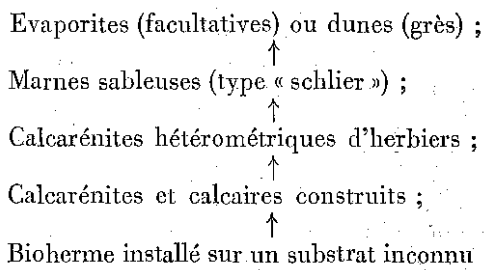 Evaporites (facultatives) ou dunes (grès) ;
↑
Marnes sableuses (type « schlier ») ;
↑
Calcarénites hétérométriques d'herbiers ;
↑
Calcarénites et calcaires construits ;
↑
Bioherme installé sur un substrat inconnu